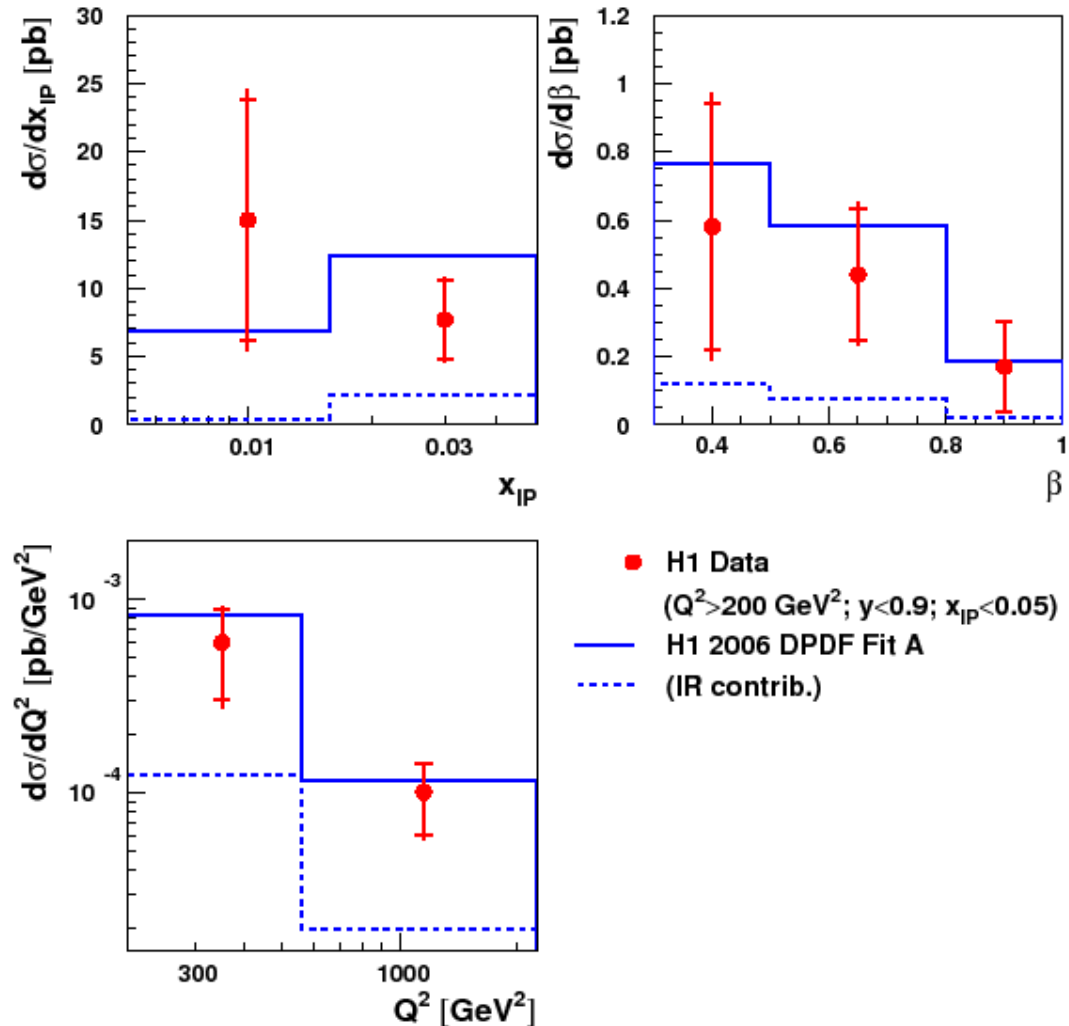 dσ/dx_IP [pb]
30
25
20
15
10
5
0
0.01 0.03
x_IP
dσ/dβ [pb]
1.2
1
0.8
0.6
0.4
0.2
0
0.4 0.6 0.8 1
β
dσ/dQ² [pb/GeV²]
10⁻³
10⁻⁴
300 1000
Q² [GeV²]
H1 Data
(Q²>200 GeV²; y<0.9; x_IP<0.05)
H1 2006 DPDF Fit A
(IR contrib.)